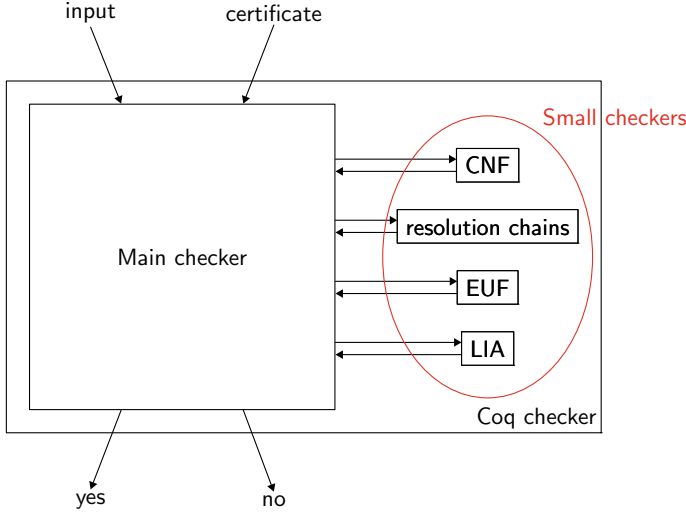 input
certificate
Small checkers
CNF
resolution chains
Main checker
EUF
LIA
Coq checker
yes
no